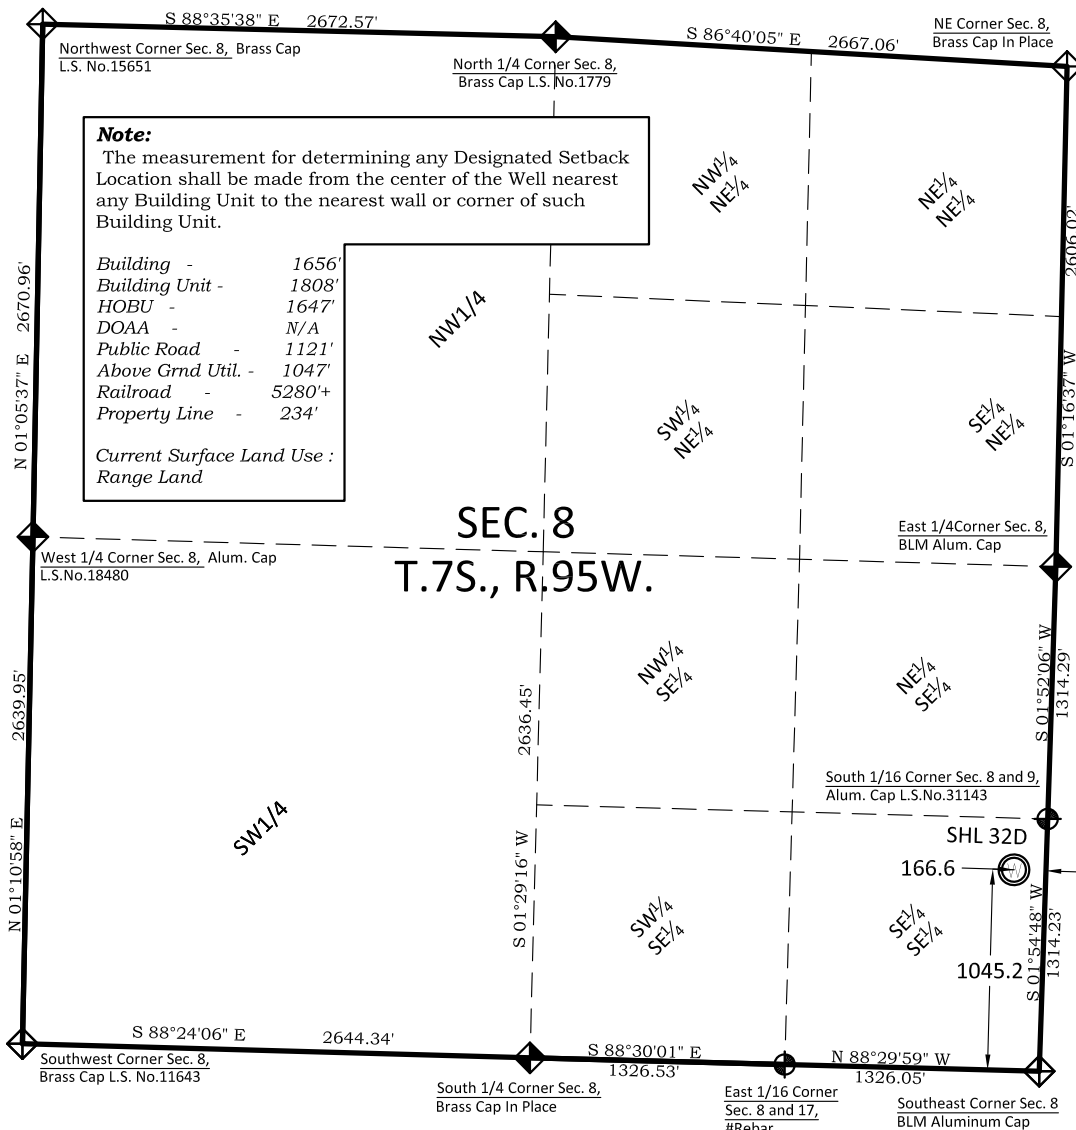 S 88°35'38" E 2672.57'
S 86°40'05" E 2667.06'
NE Corner Sec. 8,
Brass Cap In Place
Northwest Corner Sec. 8, Brass Cap
L.S. No.15651
North 1/4 Corner Sec. 8,
Brass Cap L.S. No.1779
Note:
The measurement for determining any Designated Setback
Location shall be made from the center of the Well nearest
any Building Unit to the nearest wall or corner of such
Building Unit.
Building - 1656'
Building Unit - 1808'
HOBU - 1647'
DOAA - N/A
Public Road - 1121'
Above Grnd Util. - 1047'
Railroad - 5280'+
Property Line - 234'
Current Surface Land Use :
Range Land
NW1/4
NE1/4
NE1/4
NE1/4
N 01°05'37" E 2670.96'
NW1/4
S 01°16'37" W 2606.02'
SW1/4
NE1/4
SE1/4
NE1/4
SEC. 8
T.7S., R.95W.
East 1/4Corner Sec. 8,
BLM Alum. Cap
West 1/4 Corner Sec. 8, Alum. Cap
L.S.No.18480
NW1/4
SE1/4
NE1/4
SE1/4
S 01°52'06" W
1314.29'
N 01°10'58" E 2639.95'
S 01°29'16" W 2636.45'
South 1/16 Corner Sec. 8 and 9,
Alum. Cap L.S.No.31143
SW1/4
SHL 32D
W
166.6
SW1/4
SE1/4
SE1/4
SE1/4
1045.2
S 01°54'48" W
1314.23'
S 88°24'06" E 2644.34'
S 88°30'01" E
1326.53'
N 88°29'59" W
1326.05'
Southwest Corner Sec. 8,
Brass Cap L.S. No.11643
South 1/4 Corner Sec. 8,
Brass Cap In Place
East 1/16 Corner
Sec. 8 and 17,
#Rebar
Southeast Corner Sec. 8
BLM Aluminum Cap